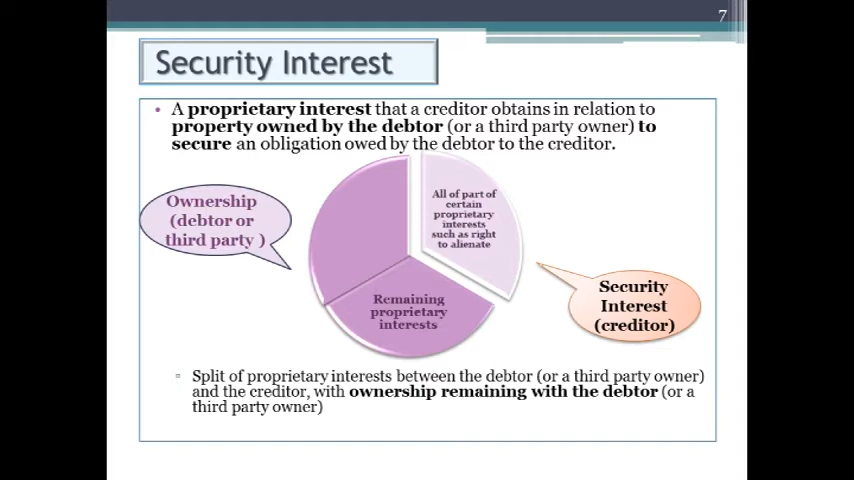 7
Security Interest
• A proprietary interest that a creditor obtains in relation to
property owned by the debtor (or a third party owner) to
secure an obligation owed by the debtor to the creditor.
Ownership
(debtor or
third party )
All of part of
certain
proprietary
interests
such as right
to alienate
Remaining
proprietary
interests
Security
Interest
(creditor)
▫ Split of proprietary interests between the debtor (or a third party owner)
and the creditor, with ownership remaining with the debtor (or a
third party owner)